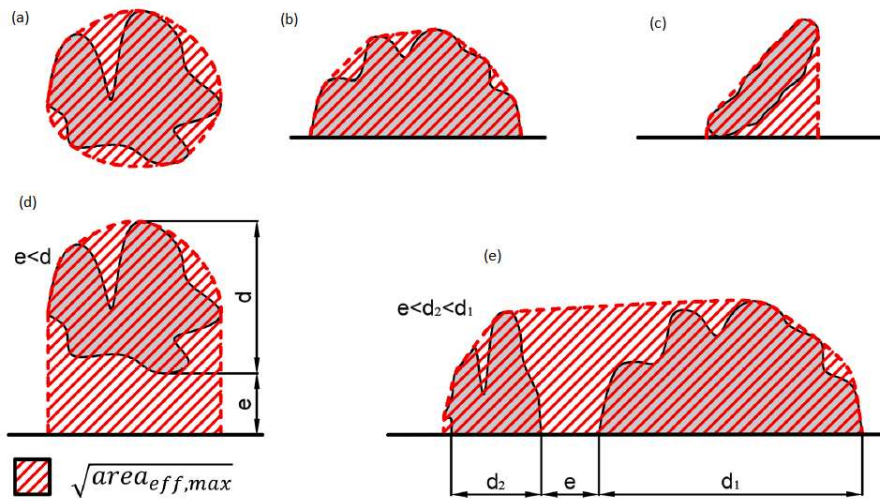 (a)
(b)
(c)
(d)
e<d
d
e
(e)
e<d₂<d₁
d₂
e
d₁
√area_eff,max